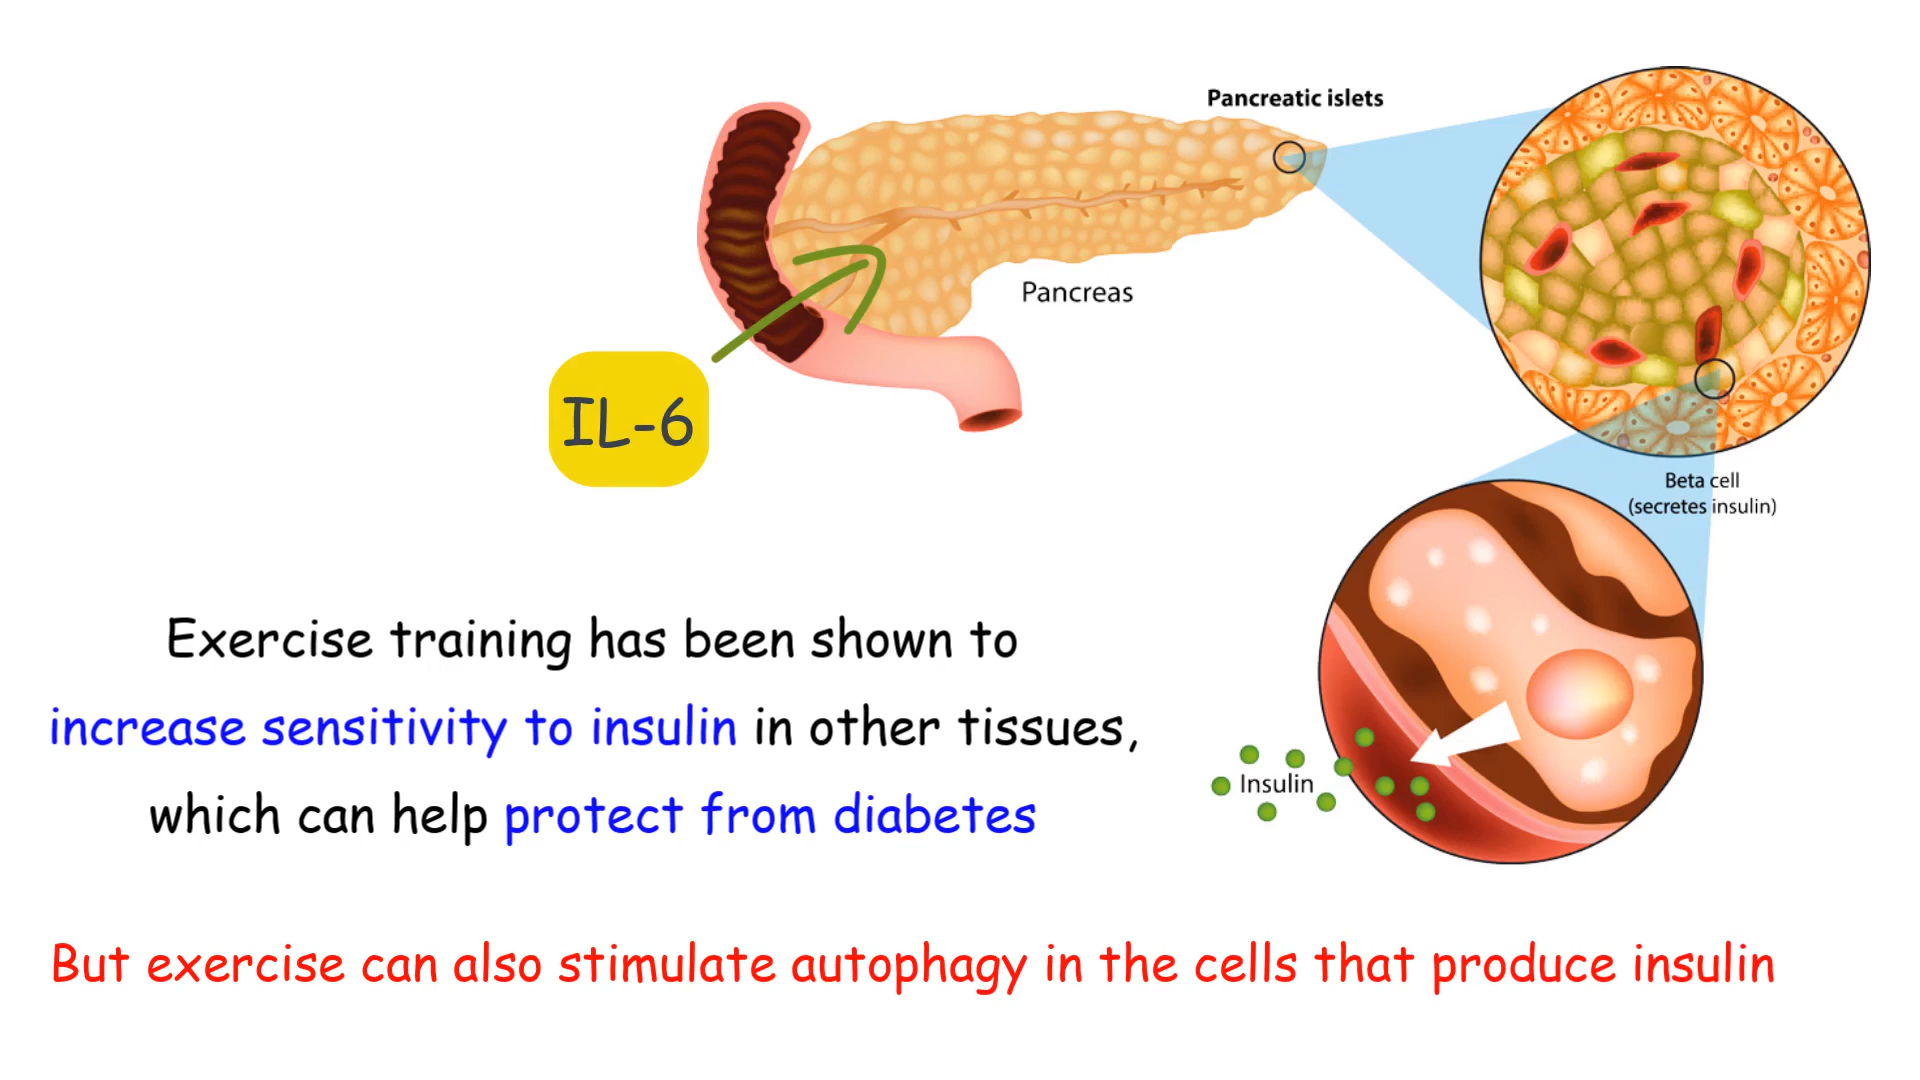 Pancreatic islets
Pancreas
IL-6
Beta cell
(secretes insulin)
Exercise training has been shown to
increase sensitivity to insulin in other tissues,
which can help protect from diabetes
Insulin
But exercise can also stimulate autophagy in the cells that produce insulin